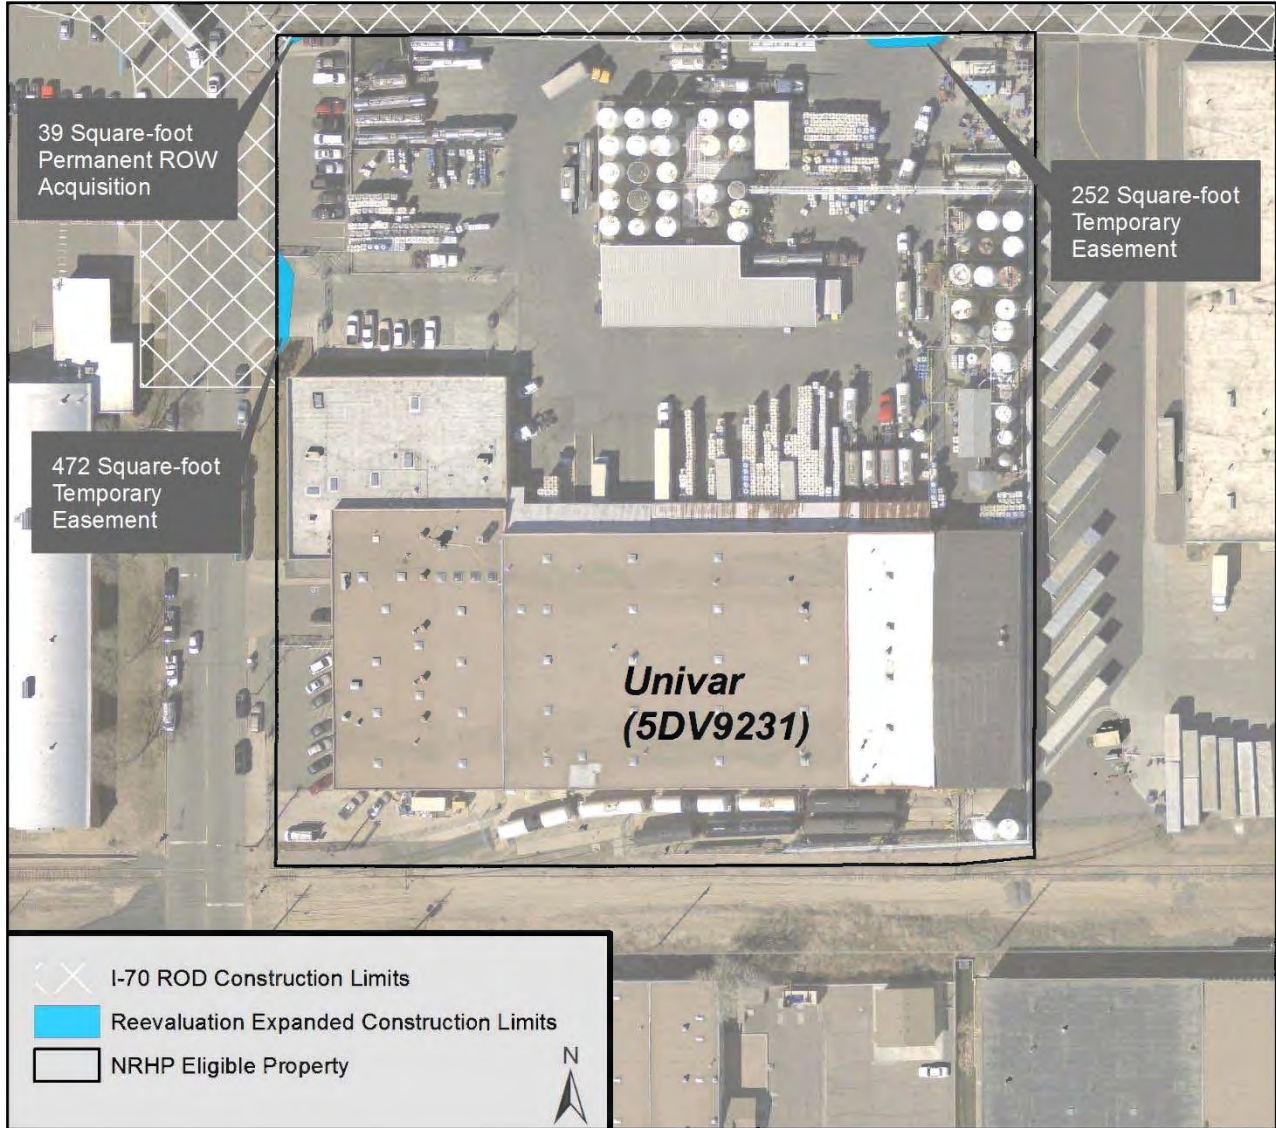 39 Square-foot
Permanent ROW
Acquisition
252 Square-foot
Temporary
Easement
472 Square-foot
Temporary
Easement
Univar
(5DV9231)
I-70 ROD Construction Limits
Reevaluation Expanded Construction Limits
NRHP Eligible Property
N